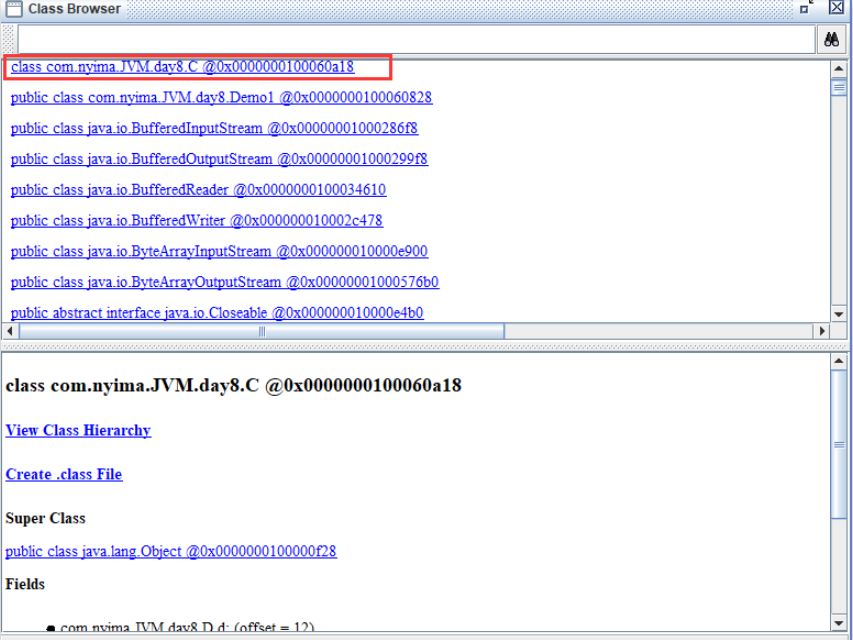 Class Browser
class com.nyima.JVM.day8.C @0x0000000100060a18
public class com.nyima.JVM.day8.Demo1 @0x0000000100060828
public class java.io.BufferedInputStream @0x00000001000286f8
public class java.io.BufferedOutputStream @0x00000001000299f8
public class java.io.BufferedReader @0x0000000100034610
public class java.io.BufferedWriter @0x000000010002c478
public class java.io.ByteArrayInputStream @0x000000010000e900
public class java.io.ByteArrayOutputStream @0x00000001000576b0
public abstract interface java.io.Closeable @0x000000010000e4b0
class com.nyima.JVM.day8.C @0x0000000100060a18
View Class Hierarchy
Create .class File
Super Class
public class java.lang.Object @0x0000000100000f28
Fields
com.nyima.JVM.day8.D d; (offset = 12)